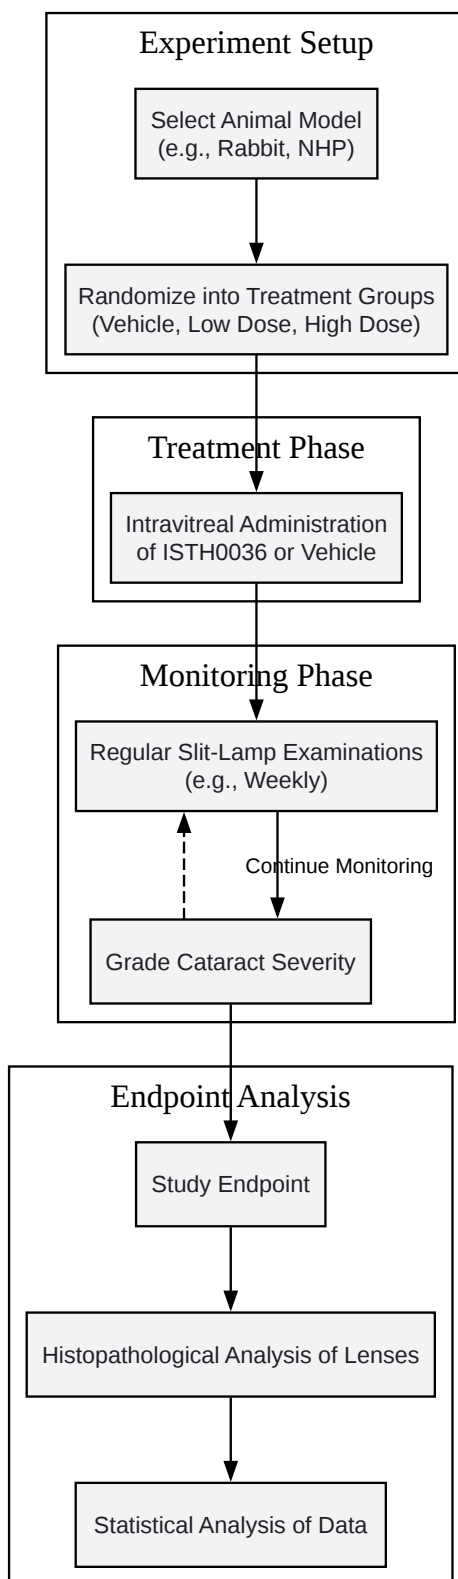 Experiment Setup
Select Animal Model
(e.g., Rabbit, NHP)
Randomize into Treatment Groups
(Vehicle, Low Dose, High Dose)
Treatment Phase
Intravitreal Administration
of ISTH0036 or Vehicle
Monitoring Phase
Regular Slit-Lamp Examinations
(e.g., Weekly)
Continue Monitoring
Grade Cataract Severity
Endpoint Analysis
Study Endpoint
Histopathological Analysis of Lenses
Statistical Analysis of Data